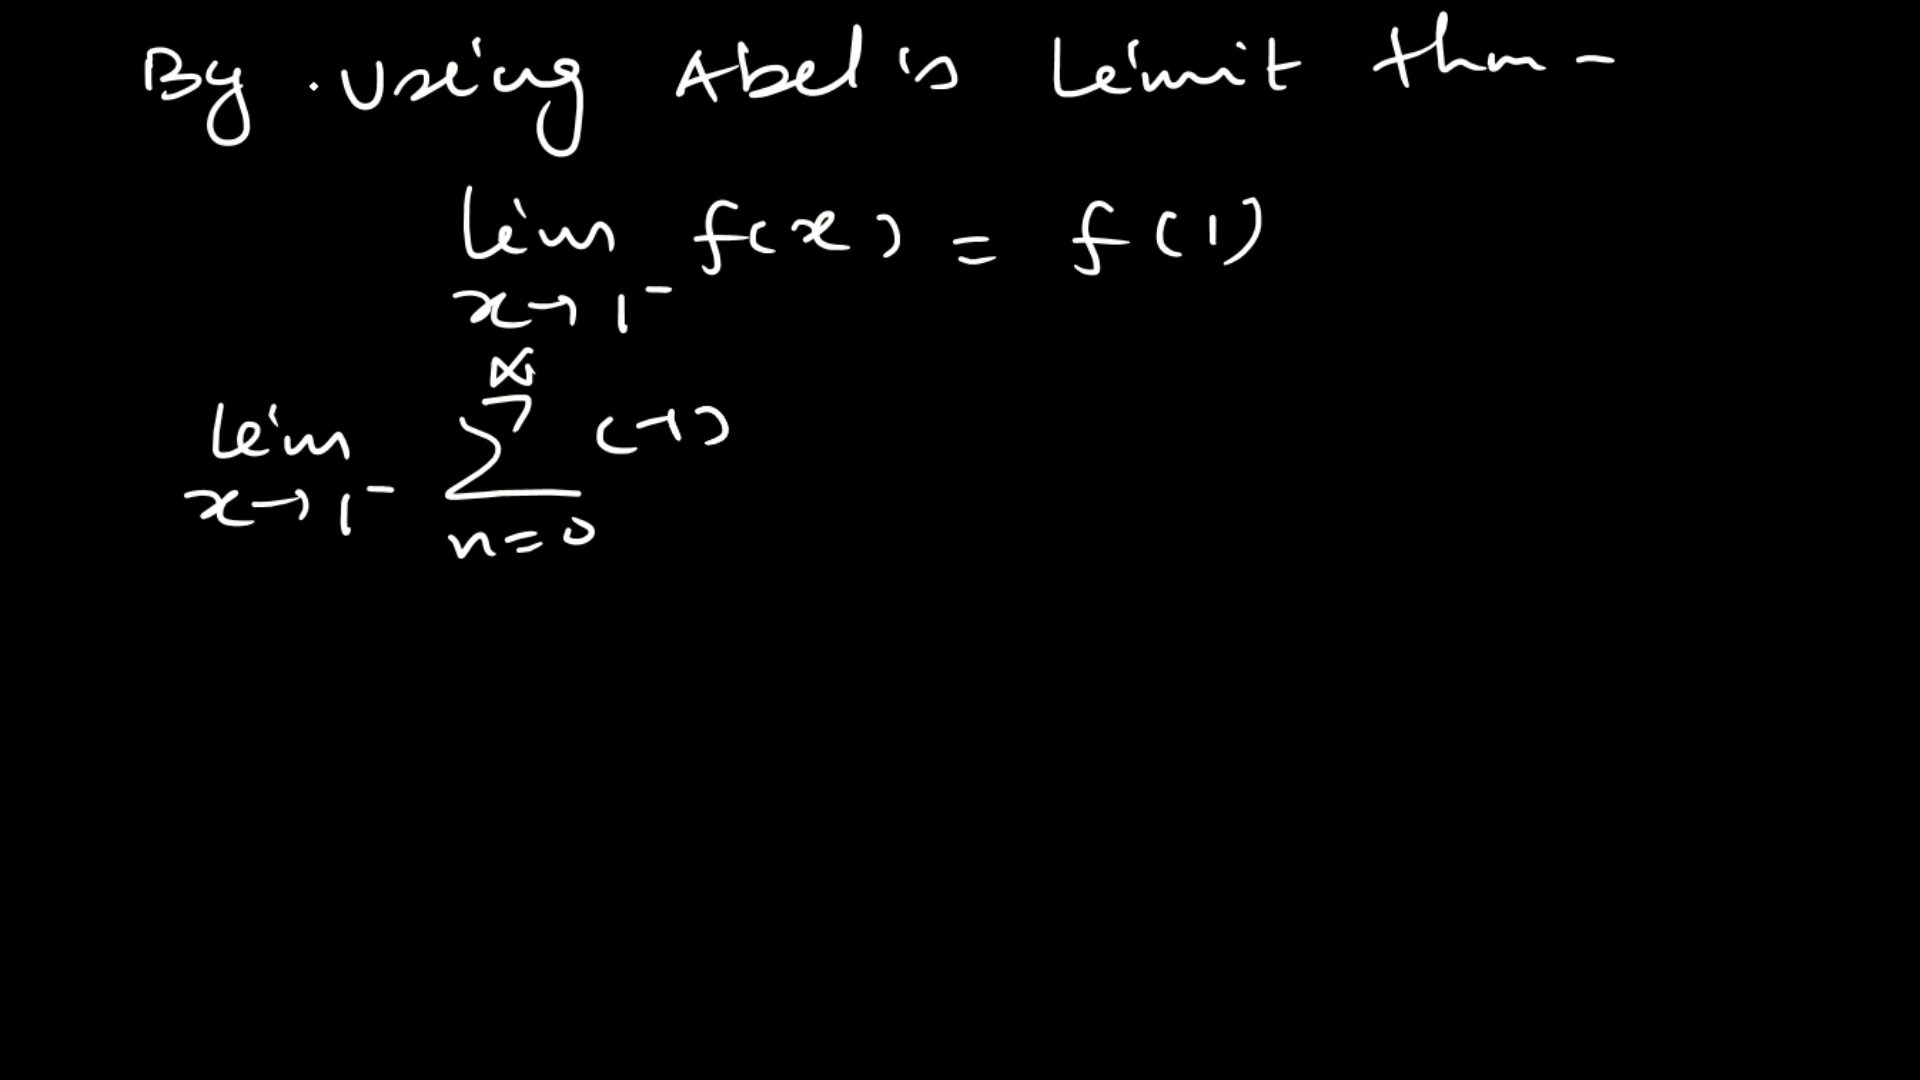 By . using Abel's Limit thm -
lim f(x) = f(1)
x→1⁻
∞
lim ∑ (-1)
x→1⁻ n=0